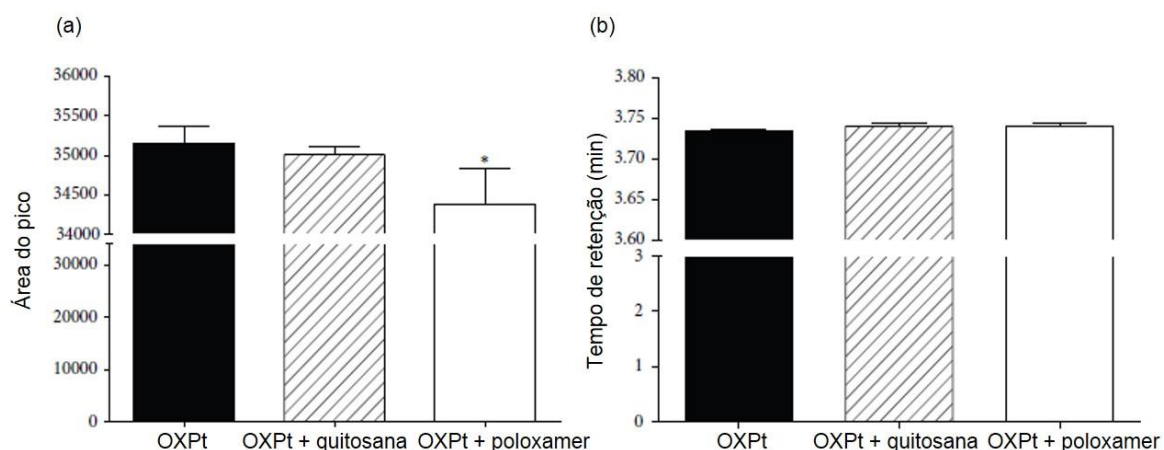 (a)
Área do pico
36000
35500
35000
34500
34000
30000
20000
10000
0
*
OXPt
OXPt + quitosana
OXPt + poloxamer
(b)
Tempo de retenção (min)
3.80
3.75
3.70
3.65
3.60
3
2
1
0
OXPt
OXPt + quitosana
OXPt + poloxamer